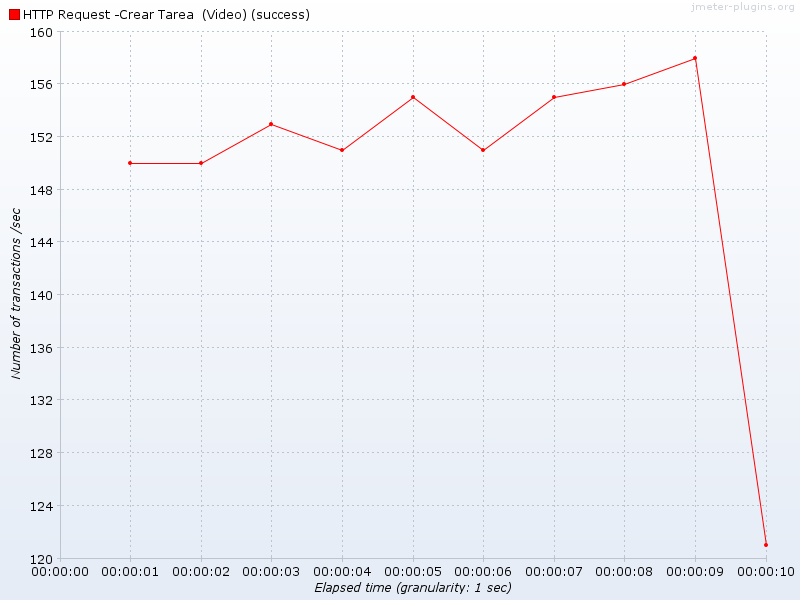 jmeter-plugins.org
HTTP Request -Crear Tarea  (Video) (success)
160
156
152
148
144
140
136
132
128
124
120
Number of transactions /sec
00:00:00 00:00:01 00:00:02 00:00:03 00:00:04 00:00:05 00:00:06 00:00:07 00:00:08 00:00:09 00:00:10
Elapsed time (granularity: 1 sec)